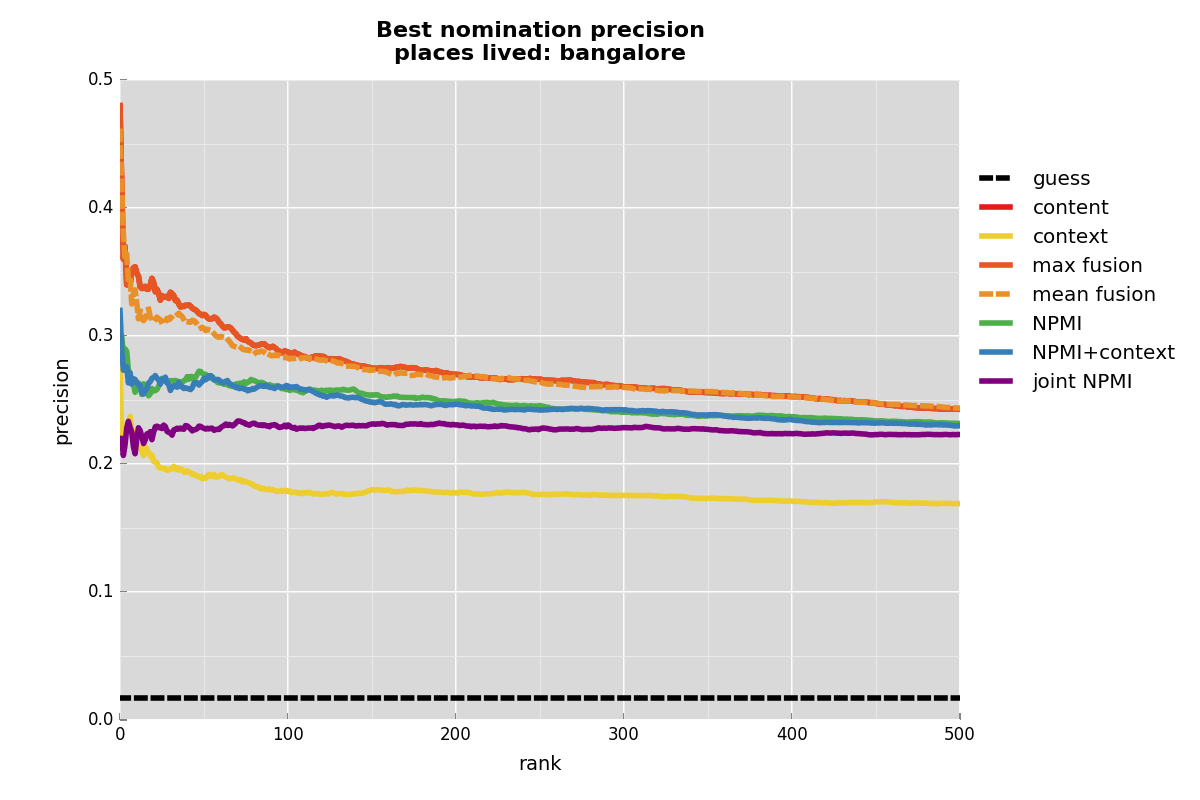 Best nomination precision
places lived: bangalore
0.5
0.4
0.3
0.2
0.1
0.0
precision
0 100 200 300 400 500
rank
guess
content
context
max fusion
mean fusion
NPMI
NPMI+context
joint NPMI